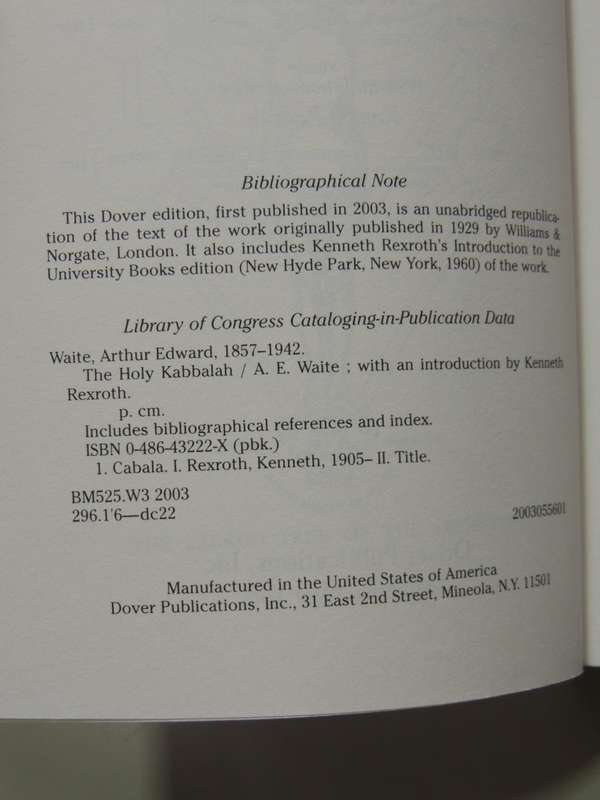 Bibliographical Note
This Dover edition, first published in 2003, is an unabridged republica-
tion of the text of the work originally published in 1929 by Williams &
Norgate, London. It also includes Kenneth Rexroth's Introduction to the
University Books edition (New Hyde Park, New York, 1960) of the work.
Library of Congress Cataloging-in-Publication Data
Waite, Arthur Edward, 1857–1942.
The Holy Kabbalah / A. E. Waite ; with an introduction by Kenneth
Rexroth.
p. cm.
Includes bibliographical references and index.
ISBN 0-486-43222-X (pbk.)
1. Cabala. I. Rexroth, Kenneth, 1905– II. Title.
BM525.W3 2003
296.1'6—dc22
2003055601
Manufactured in the United States of America
Dover Publications, Inc., 31 East 2nd Street, Mineola, N.Y. 11501